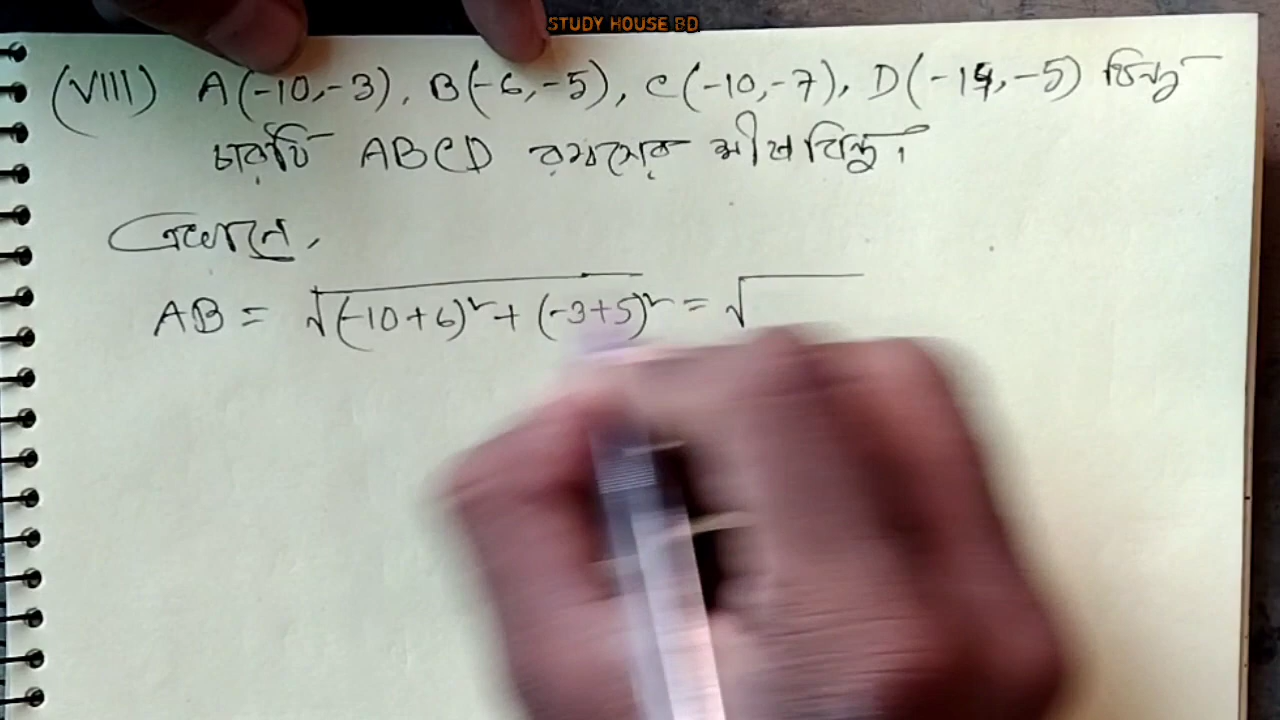 STUDY HOUSE BD
(VIII) A(-10,-3), B(-6,-5), C(-10,-7), D(-14,-5) বিন্দু
চারটি ABCD রম্বসের শীর্ষবিন্দু।
AB = √(-10+6)² + (-3+5)² = √